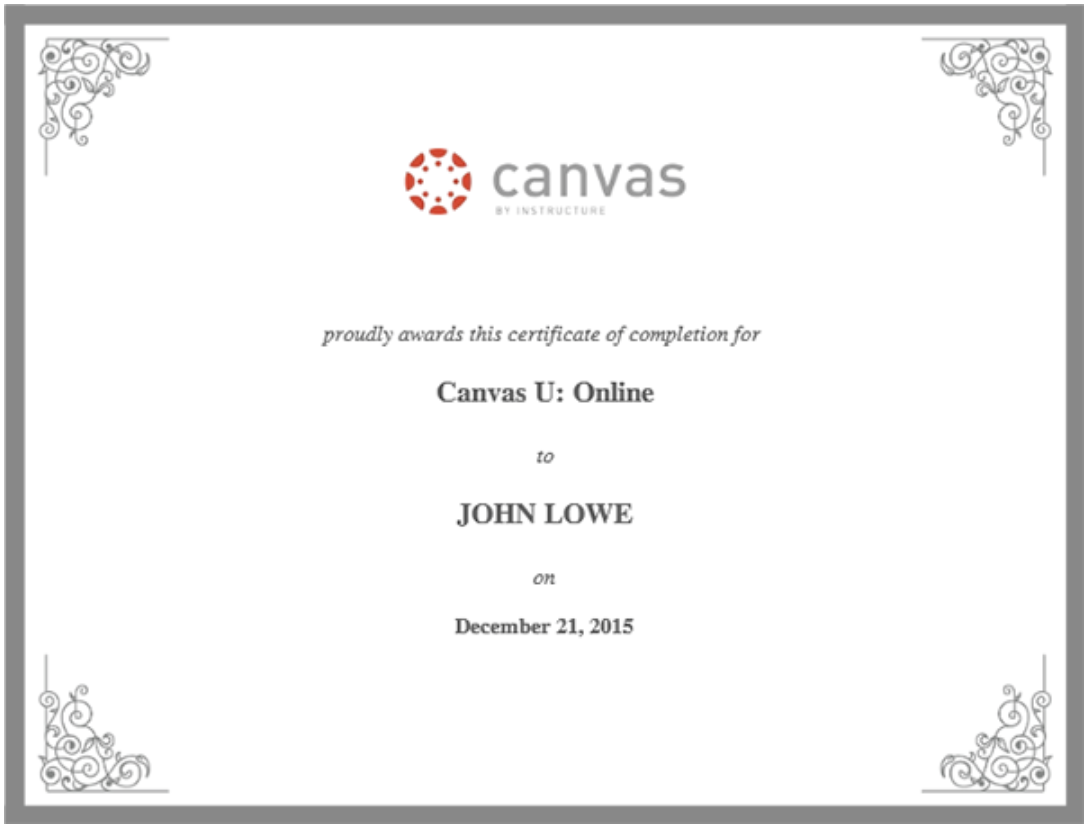 canvas
BY INSTRUCTURE
proudly awards this certificate of completion for
Canvas U: Online
to
JOHN LOWE
on
December 21, 2015